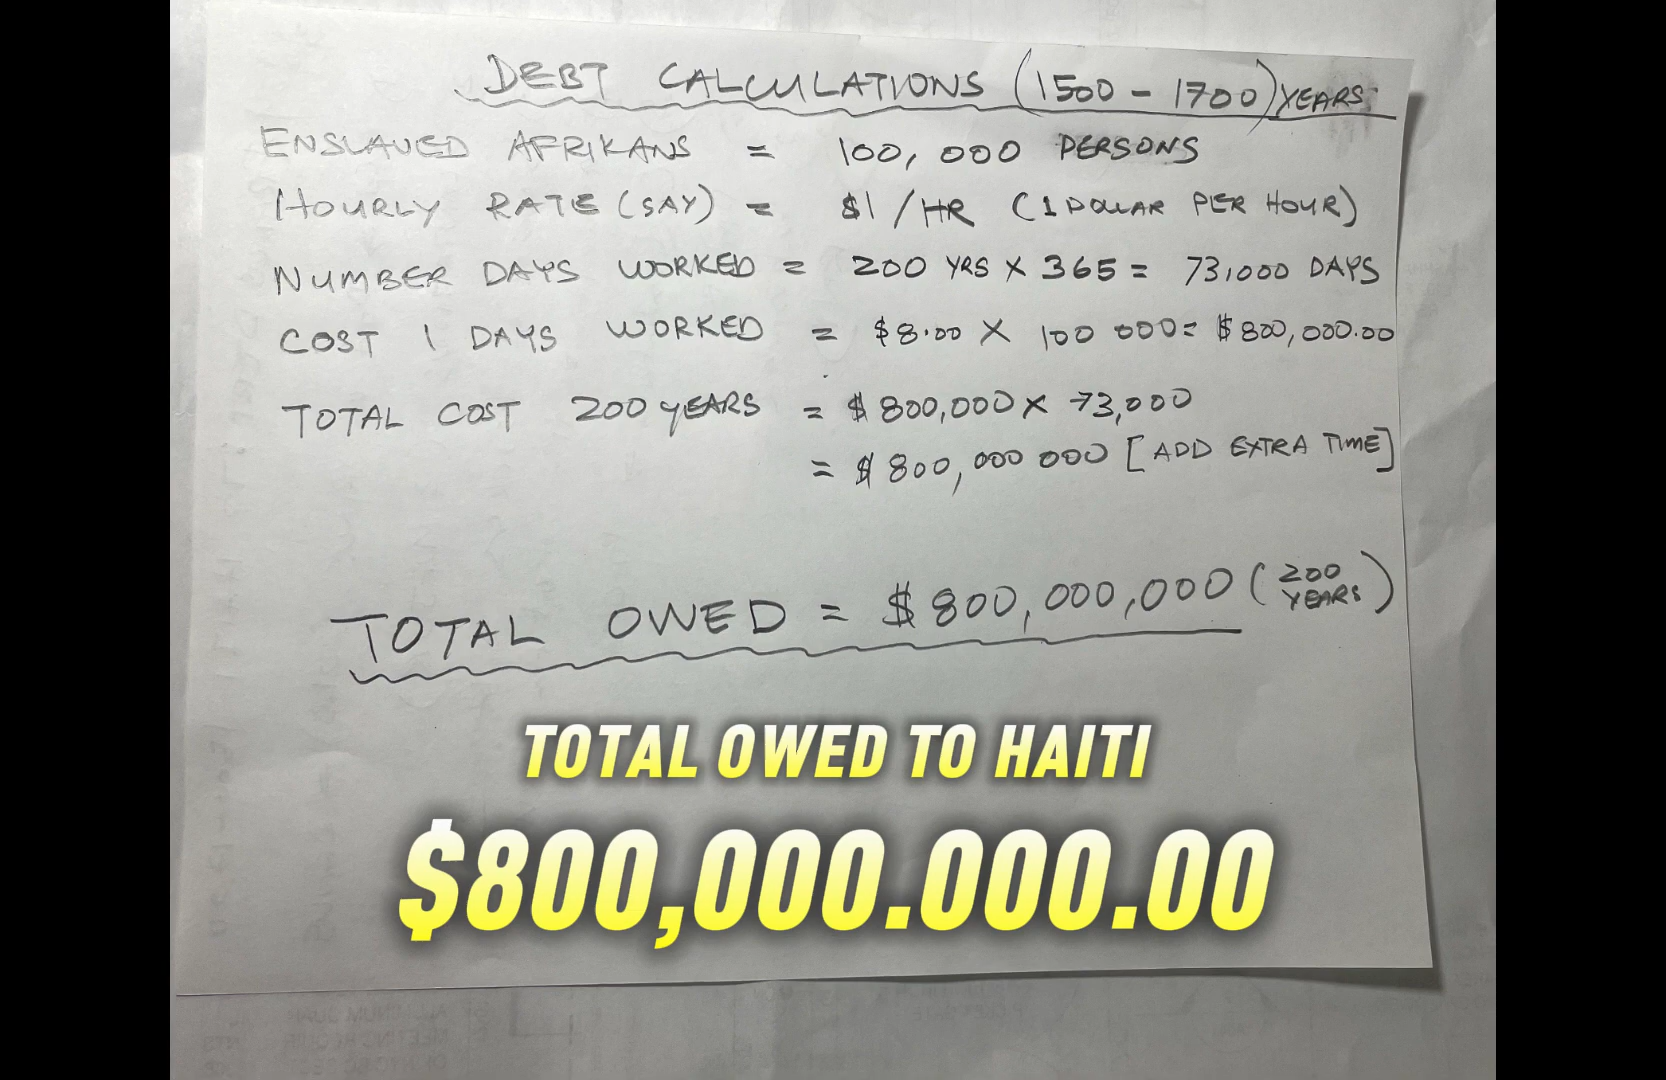 DEBT CALCULATIONS (1500 - 1700) YEARS
ENSLAVED AFRIKANS = 100,000 PERSONS
HOURLY RATE (SAY) = $1/HR (1 DOLLAR PER HOUR)
NUMBER DAYS WORKED = 200 YRS X 365 = 73,000 DAYS
COST 1 DAYS WORKED = $8.00 X 100 000 = $800,000.00
TOTAL COST 200 YEARS = $800,000 X 73,000
= $800,000 000 [ADD EXTRA TIME]
TOTAL OWED = $800,000,000 (200 YEARS)
TOTAL OWED TO HAITI
$800,000.000.00